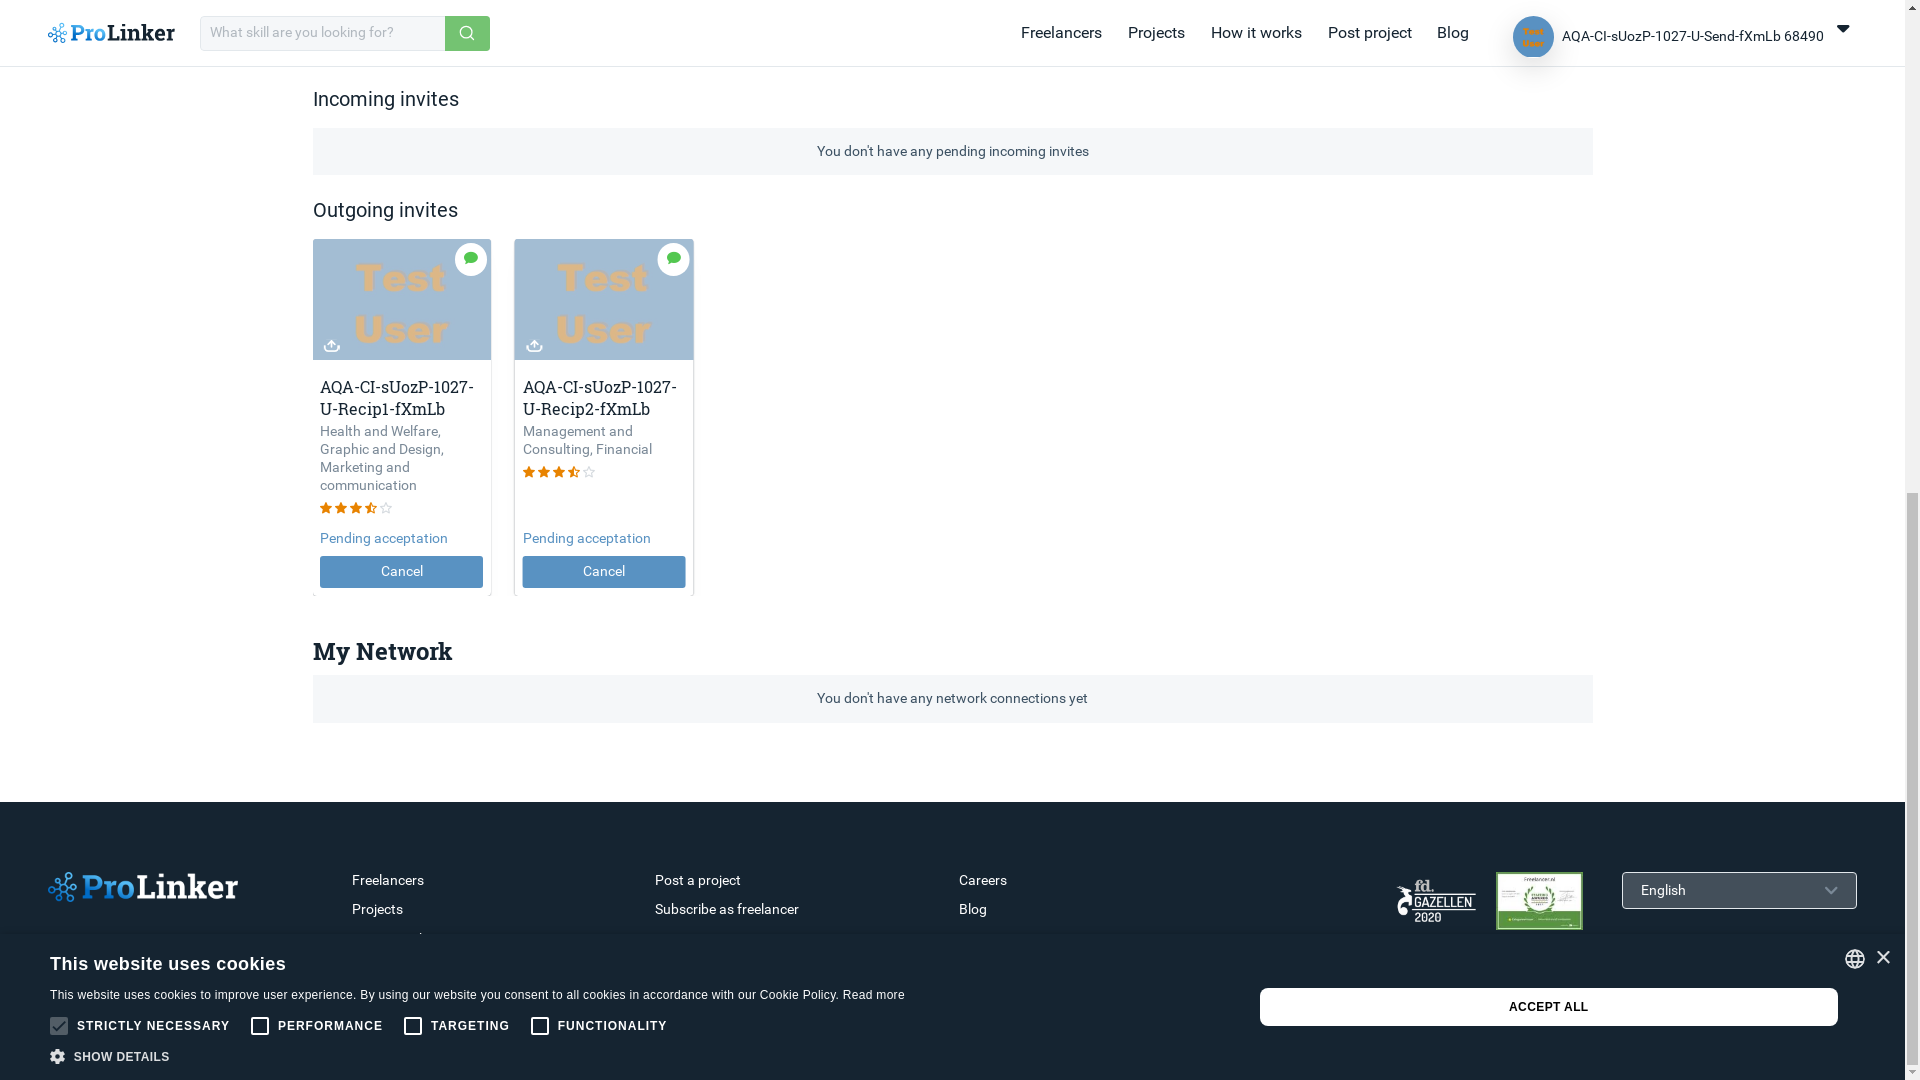 ProLinker
What skill are you looking for?
Freelancers
Projects
How it works
Post project
Blog
Test
User
AQA-CI-sUozP-1027-U-Send-fXmLb 68490
Incoming invites
You don't have any pending incoming invites
Outgoing invites
Test
User
AQA-CI-sUozP-1027-
U-Recip1-fXmLb
Health and Welfare,
Graphic and Design,
Marketing and
communication
Pending acceptation
Cancel
Test
User
AQA-CI-sUozP-1027-
U-Recip2-fXmLb
Management and
Consulting, Financial
Pending acceptation
Cancel
My Network
You don't have any network connections yet
ProLinker
Freelancers
Projects
Post a project
Subscribe as freelancer
Careers
Blog
fd.
GAZELLEN
2020
Freelancer.nl
English
This website uses cookies
This website uses cookies to improve user experience. By using our website you consent to all cookies in accordance with our Cookie Policy. Read more
STRICTLY NECESSARY
PERFORMANCE
TARGETING
FUNCTIONALITY
SHOW DETAILS
ACCEPT ALL